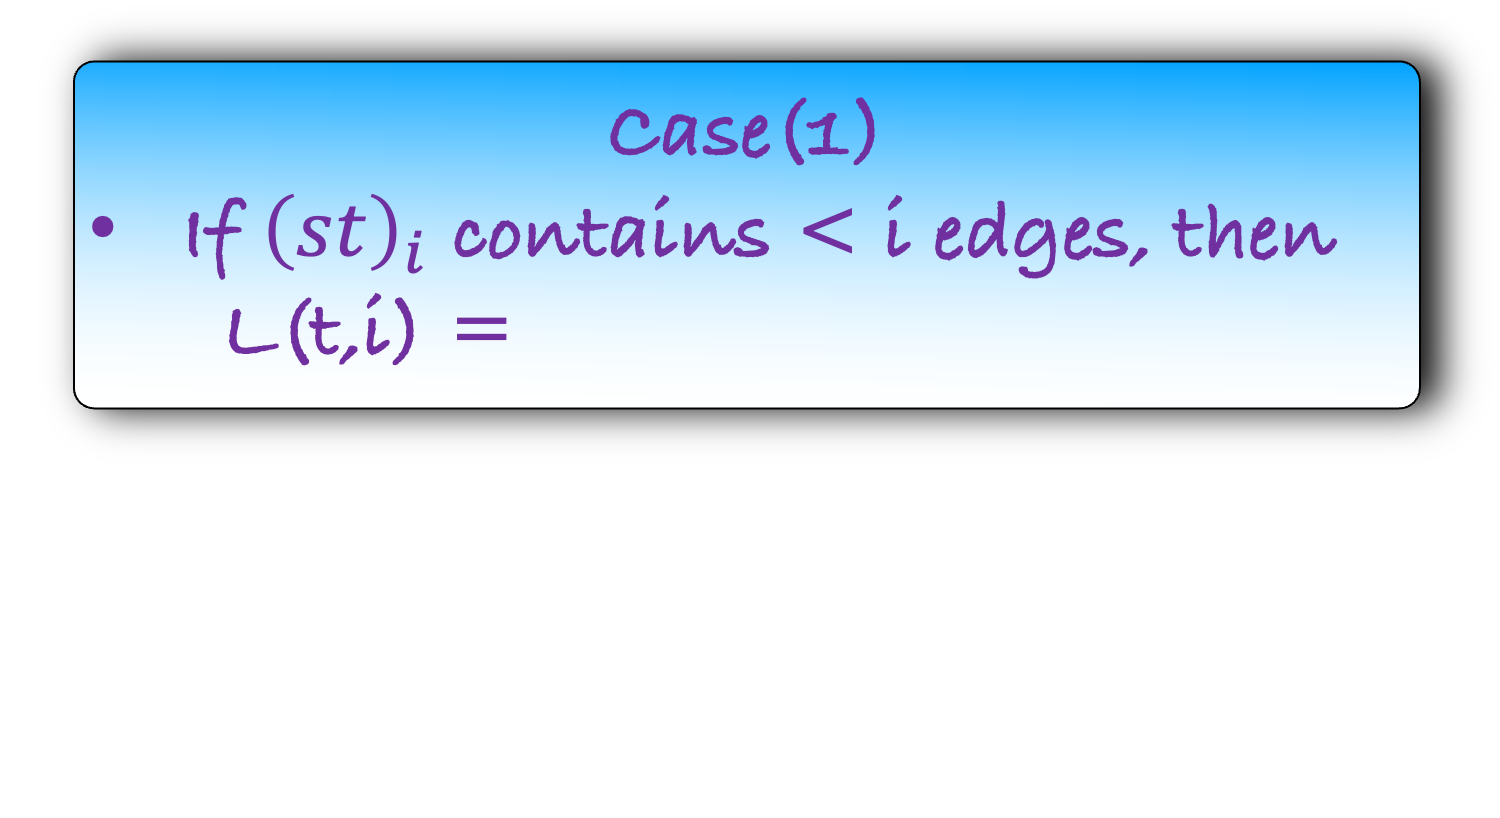 Case(1)
• If (st)ᵢ contains < i edges, then
L(t,i) =